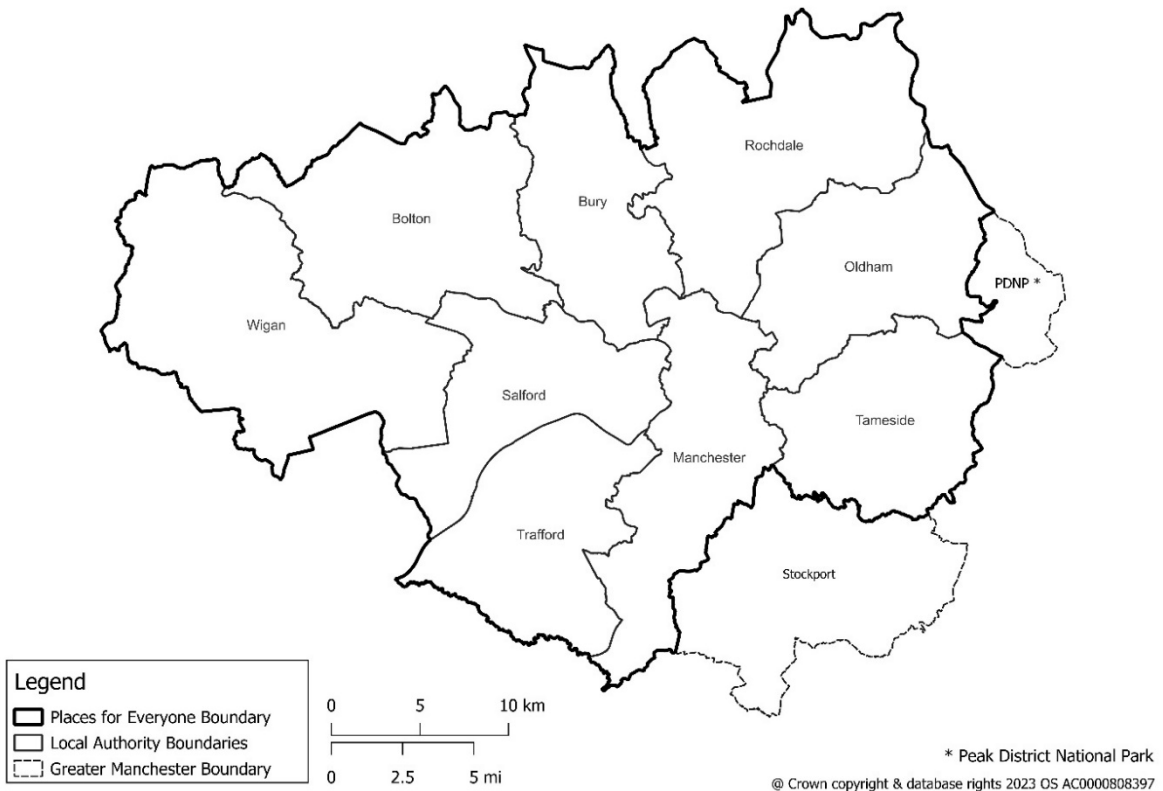 Rochdale
Bury
Bolton
Oldham
PDNP *
Wigan
Salford
Tameside
Manchester
Trafford
Stockport
Legend
Places for Everyone Boundary
Local Authority Boundaries
Greater Manchester Boundary
0 5 10 km
0 2.5 5 mi
* Peak District National Park
@ Crown copyright & database rights 2023 OS AC0000808397